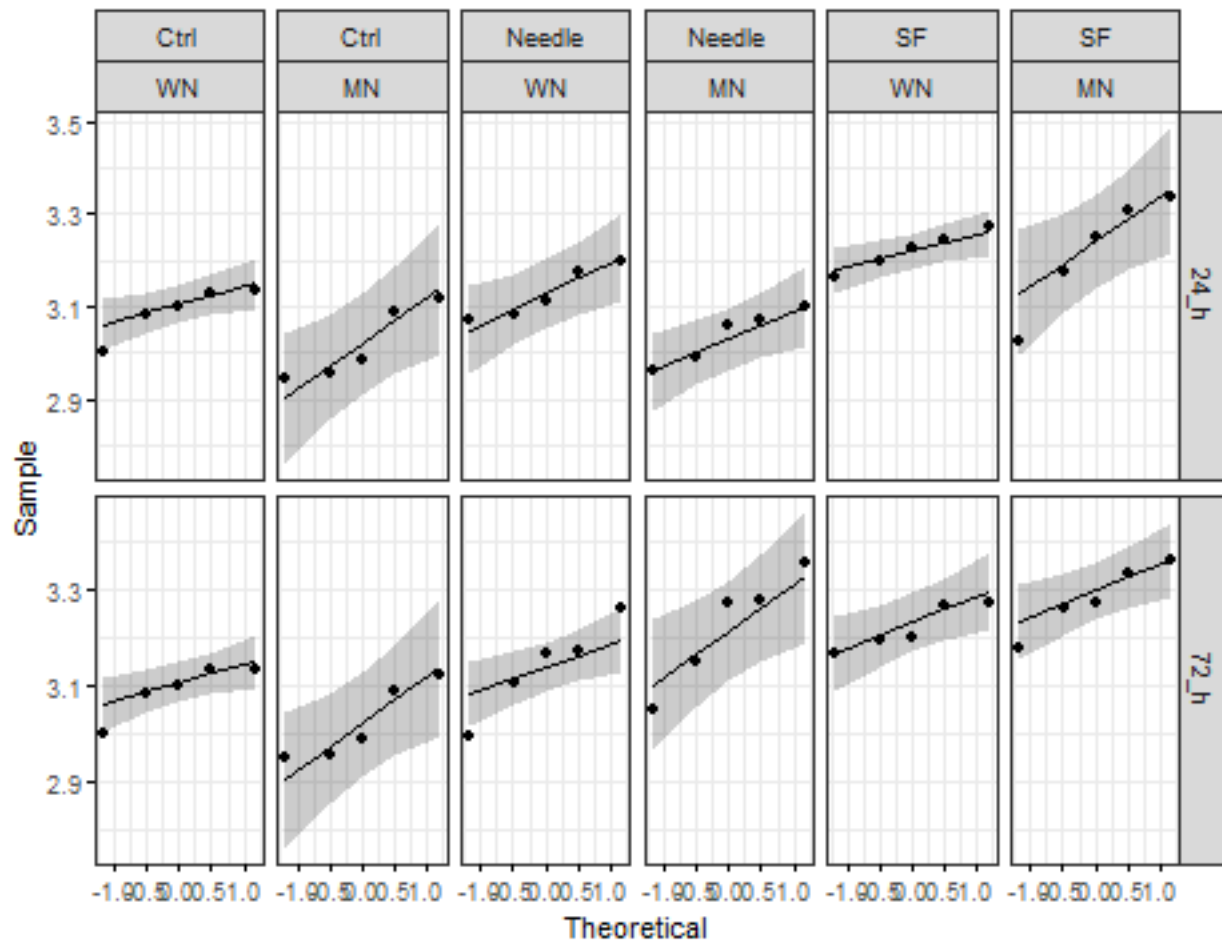 Ctrl Ctrl Needle Needle SF SF
WN MN WN MN WN MN
3.5
3.3
3.1
2.9
24_h
Sample
3.3
3.1
2.9
72_h
Theoretical